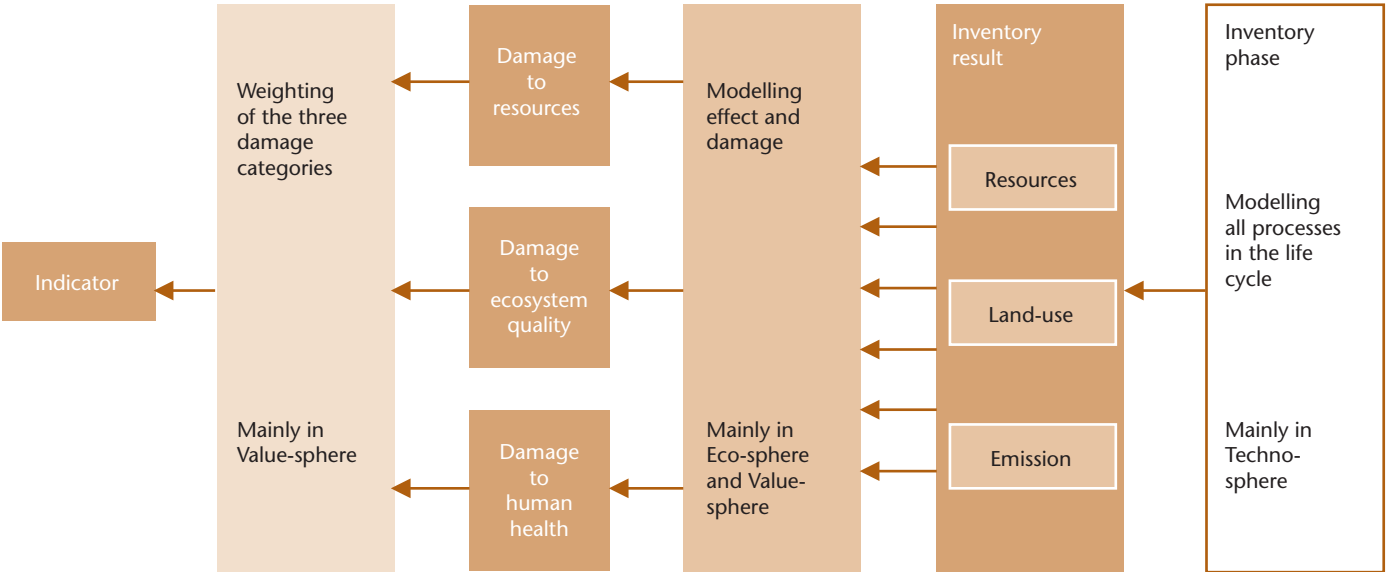 Indicator
Weighting
of the three
damage
categories
Mainly in
Value-sphere
Damage
to
resources
Damage
to
ecosystem
quality
Damage
to
human
health
Modelling
effect and
damage
Mainly in
Eco-sphere
and Value-
sphere
Inventory
result
Resources
Land-use
Emission
Inventory
phase
Modelling
all processes
in the life
cycle
Mainly in
Techno-
sphere